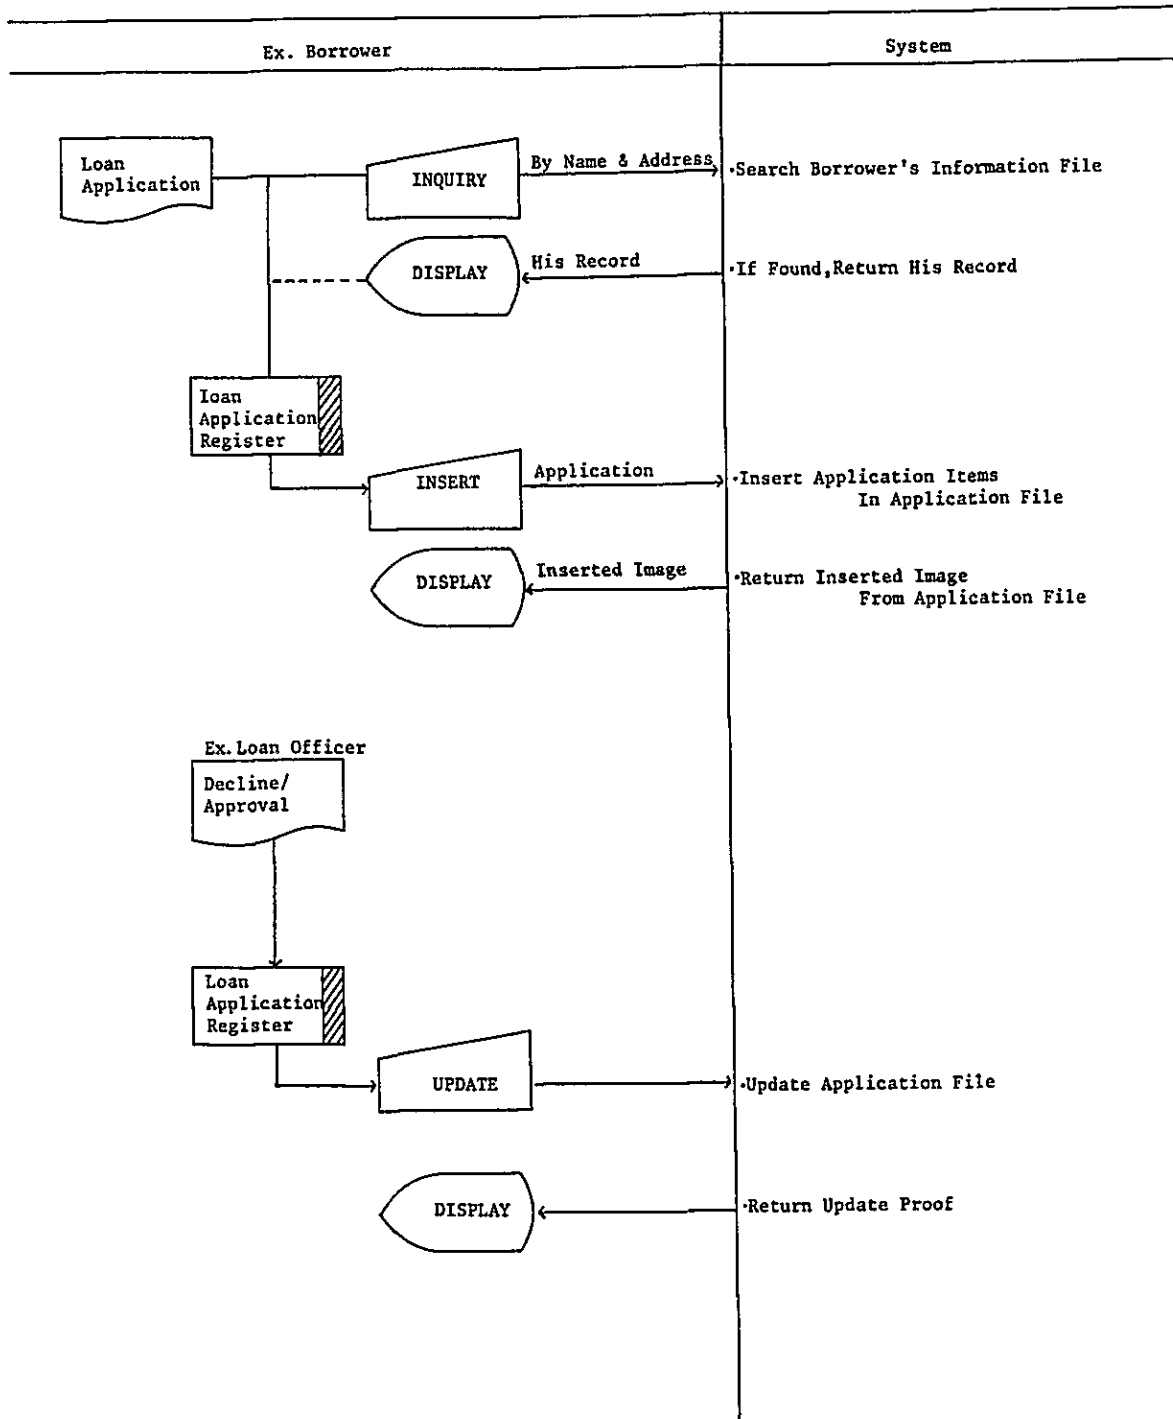 Ex. Borrower
System
Loan
Application
INQUIRY
By Name & Address
·Search Borrower's Information File
DISPLAY
His Record
·If Found,Return His Record
Ioan
Application
Register
INSERT
Application
·Insert Application Items
In Application File
DISPLAY
Inserted Image
·Return Inserted Image
From Application File
Ex.Loan Officer
Decline/
Approval
Loan
Application
Register
UPDATE
·Update Application File
DISPLAY
·Return Update Proof